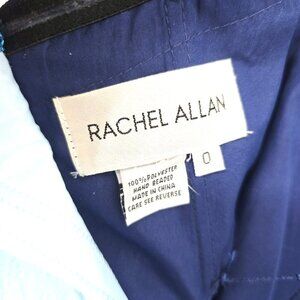 RACHEL ALLAN
0
100% POLYESTER
HAND BEADED
MADE IN CHINA
CARE SEE REVERSE